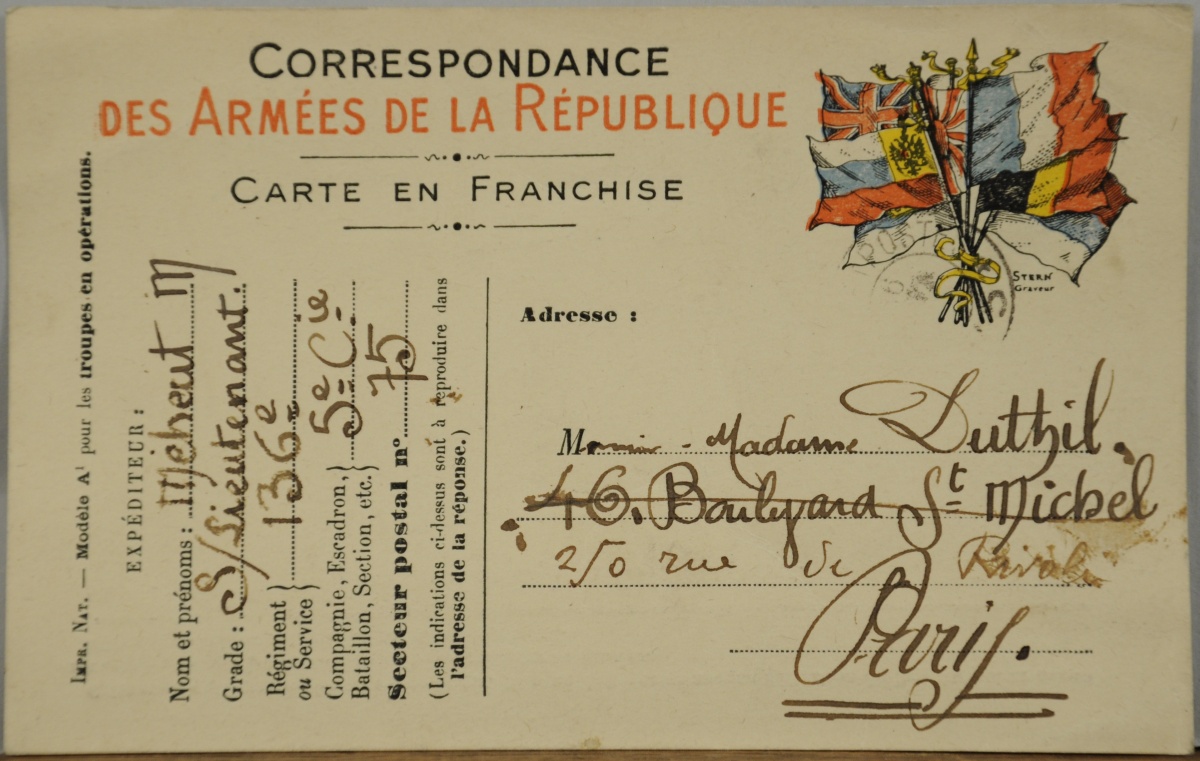 CORRESPONDANCE
DES ARMÉES DE LA RÉPUBLIQUE
CARTE EN FRANCHISE
STERN
Graveur
IMPR. NAT. — Modèle A¹ pour les troupes en opérations.
EXPÉDITEUR :
Nom et prénoms : Méheut M
Grade : S/Lieutenant.
Régiment
ou Service } 136e
Compagnie, Escadron,
Bataillon, Section, etc. } 5e Cie
Secteur postal n° 75
(Les indications ci-dessus sont à reproduire dans
l'adresse de la réponse.)
Adresse :
M Madame Duthil.
46. Boulvard St Michel
250 rue de Rivoli
Paris.